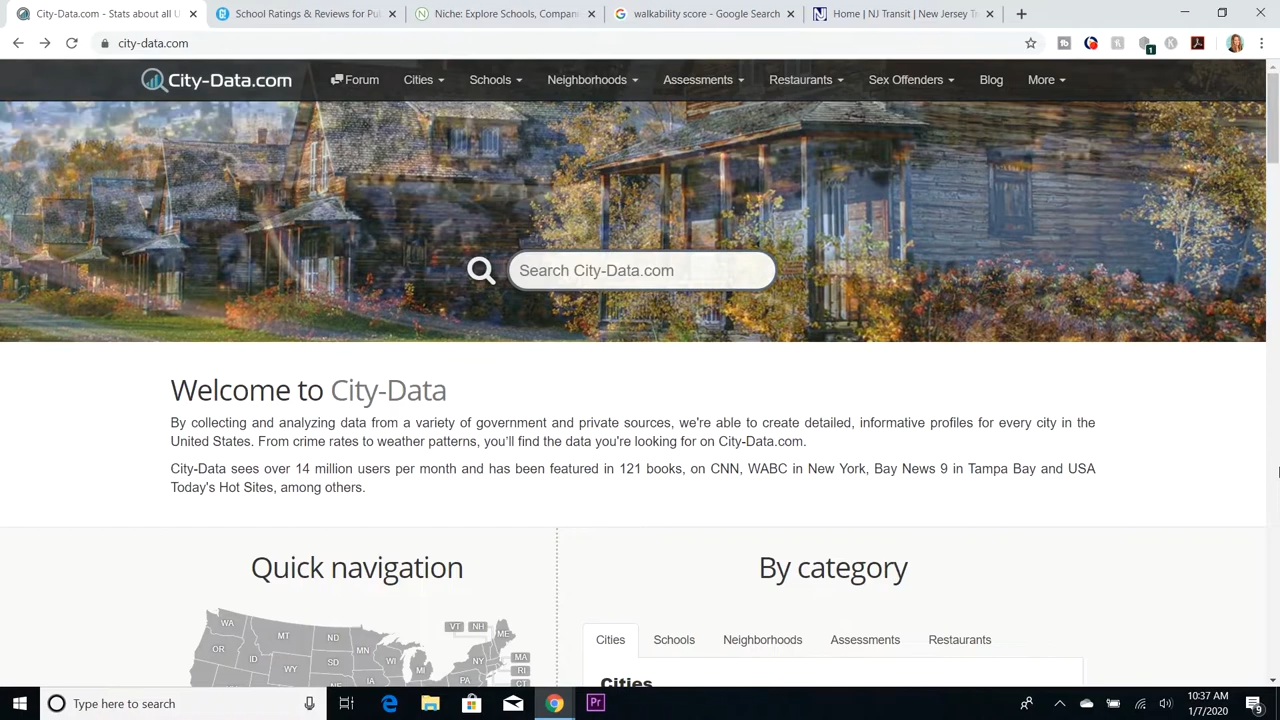 City-Data.com - Stats about all U
School Ratings & Reviews for Pu
Niche: Explore Schools, Compan
walkability score - Google Search
Home | NJ Transit | New Jersey T
city-data.com
1
City-Data.com
Forum
Cities
Schools
Neighborhoods
Assessments
Restaurants
Sex Offenders
Blog
More
Search City-Data.com
Welcome to City-Data
By collecting and analyzing data from a variety of government and private sources, we're able to create detailed, informative profiles for every city in the
United States. From crime rates to weather patterns, you'll find the data you're looking for on City-Data.com.
City-Data sees over 14 million users per month and has been featured in 121 books, on CNN, WABC in New York, Bay News 9 in Tampa Bay and USA
Today's Hot Sites, among others.
Quick navigation
By category
WA
MT
ND
VT
NH
ME
OR
ID
WY
SD
MN
WI
MI
NY
MA
RI
CT
IA
PA
Cities
Schools
Neighborhoods
Assessments
Restaurants
Cities
Type here to search
Pr
10:37 AM
1/7/2020
9